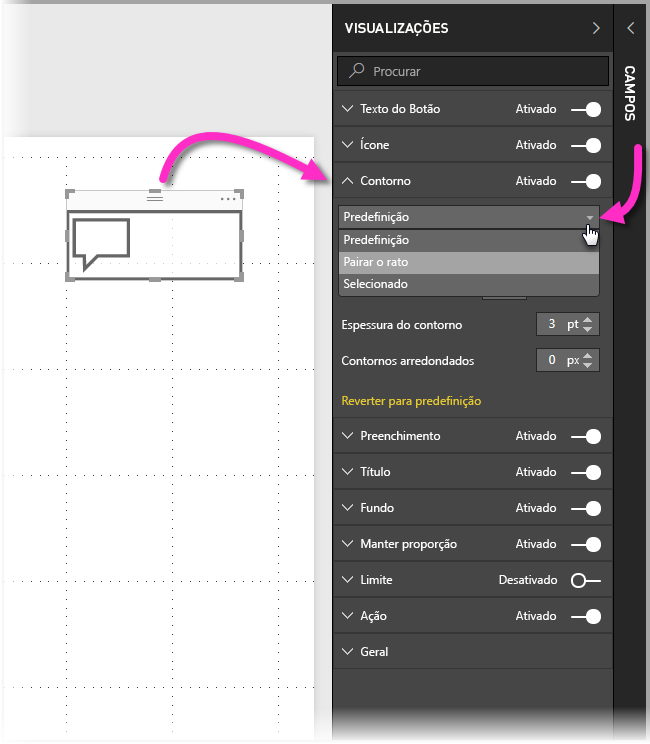 VISUALIZAÇÕES
CAMPOS
Procurar
Texto do Botão Ativado
Ícone Ativado
Contorno Ativado
Predefinição
Predefinição
Pairar o rato
Selecionado
Espessura do contorno 3 pt
Contornos arredondados 0 px
Reverter para predefinição
Preenchimento Ativado
Título Ativado
Fundo Ativado
Manter proporção Ativado
Limite Desativado
Ação Ativado
Geral